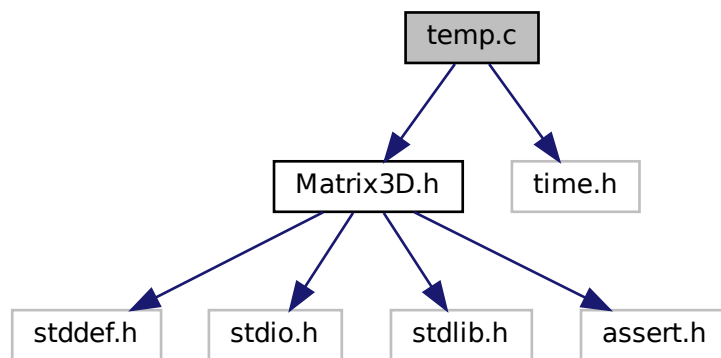 temp.c
Matrix3D.h
time.h
stddef.h
stdio.h
stdlib.h
assert.h